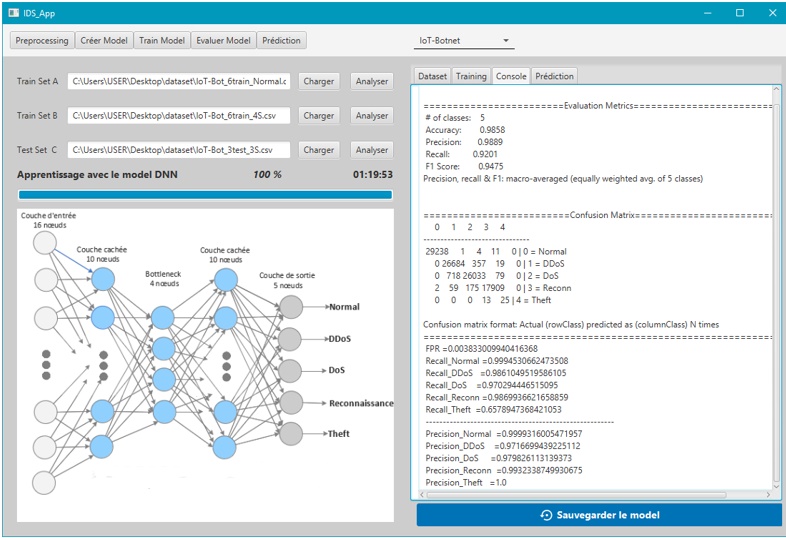 IDS_App
Preprocessing Créer Model Train Model Evaluer Model Prédiction
IoT-Botnet
Train Set A C:\Users\USER\Desktop\dataset\IoT-Bot_6train_Normal.c Charger Analyser
Train Set B C:\Users\USER\Desktop\dataset\IoT-Bot_6train_4S.csv Charger Analyser
Test Set C C:\Users\USER\Desktop\dataset\IoT-Bot_3test_3S.csv Charger Analyser
Apprentissage avec le model DNN 100 % 01:19:53
Couche d'entrée
16 nœuds
Couche cachée
10 nœuds
Bottleneck
4 nœuds
Couche cachée
10 nœuds
Couche de sortie
5 nœuds
Normal
DDoS
DoS
Reconnaissance
Theft
Dataset Training Console Prédiction
========================Evaluation Metrics========================
# of classes: 5
Accuracy: 0.9858
Precision: 0.9889
Recall: 0.9201
F1 Score: 0.9475
Precision, recall & F1: macro-averaged (equally weighted avg. of 5 classes)
=========================Confusion Matrix=========================
0 1 2 3 4
------------------------------
29238 1 4 11 0 | 0 = Normal
0 26684 357 19 0 | 1 = DDoS
0 718 26033 79 0 | 2 = DoS
2 59 175 17909 0 | 3 = Reconn
0 0 0 13 25 | 4 = Theft
Confusion matrix format: Actual (rowClass) predicted as (columnClass) N times
==================================================================
FPR =0.003833009940416368
Recall_Normal =0.9994530662473508
Recall_DDoS =0.9861049519586105
Recall_DoS =0.970294446515095
Recall_Reconn =0.9869936621658859
Recall_Theft =0.6578947368421053
-----------------------------------------------------
Precision_Normal =0.9999316005471957
Precision_DDoS =0.9716699439225112
Precision_DoS =0.979826113139373
Precision_Reconn =0.9932338749930675
Precision_Theft =1.0
Sauvegarder le model